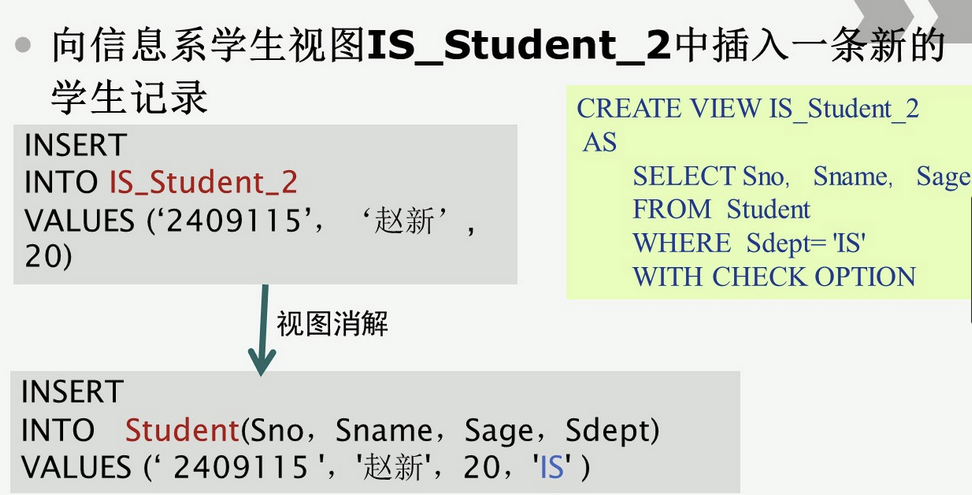 向信息系学生视图IS_Student_2中插入一条新的
学生记录
INSERT
INTO IS_Student_2
VALUES (‘2409115’, ‘赵新’,
20)
CREATE VIEW IS_Student_2
AS
SELECT Sno, Sname, Sage
FROM Student
WHERE Sdept= 'IS'
WITH CHECK OPTION
视图消解
INSERT
INTO Student(Sno，Sname，Sage，Sdept)
VALUES (‘ 2409115 '，'赵新'，20，'IS' )